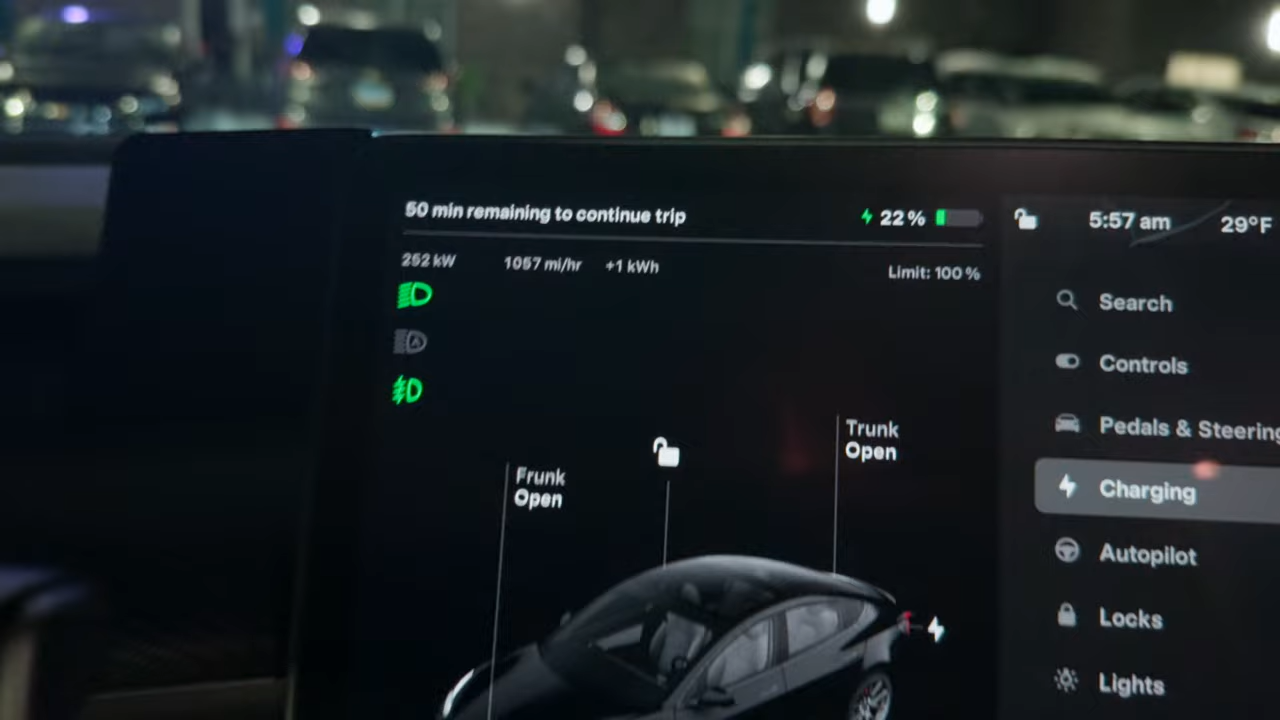 50 min remaining to continue trip
22 %
5:57 am
29°F
252 kW
1057 mi/hr
+1 kWh
Limit: 100 %
Search
Controls
Pedals & Steering
Charging
Autopilot
Locks
Lights
Trunk
Open
Frunk
Open